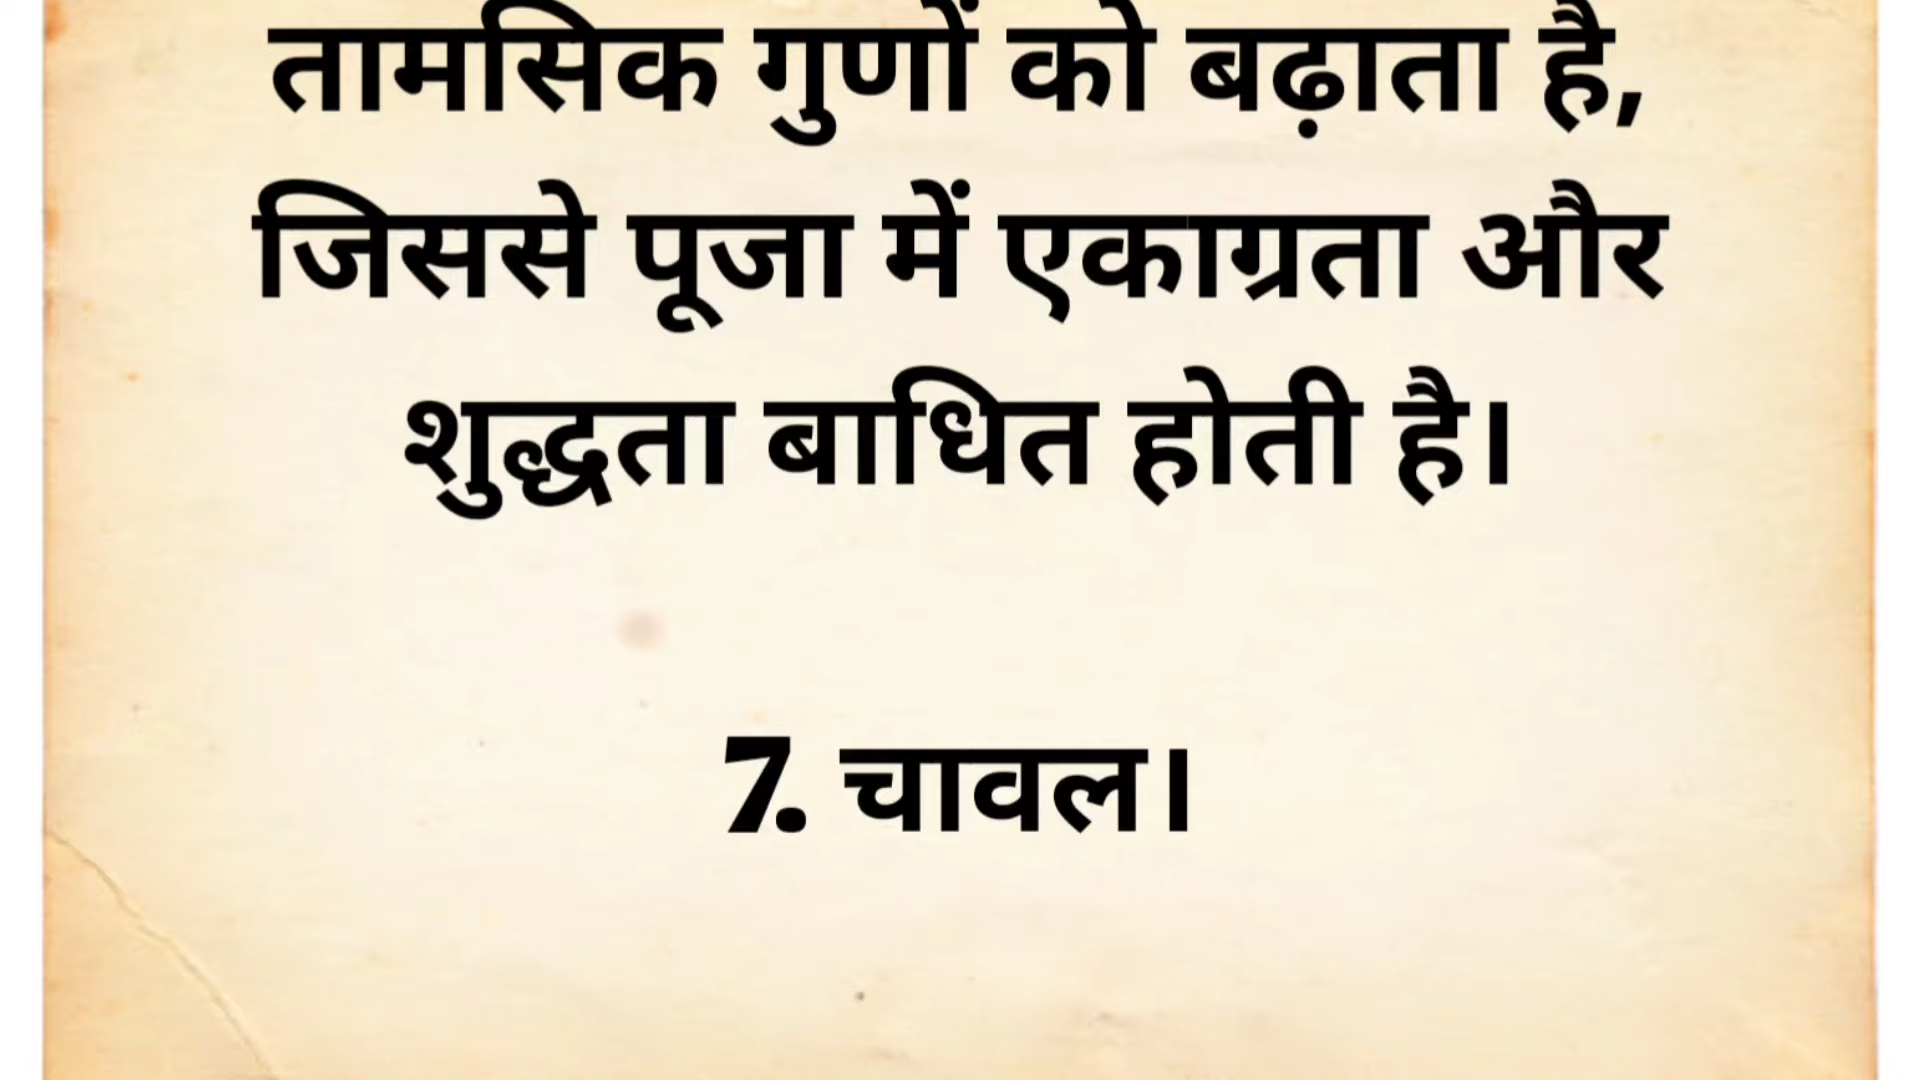 तामसिक गुणों को बढ़ाता है,
जिससे पूजा में एकाग्रता और
शुद्धता बाधित होती है।
7. चावल।